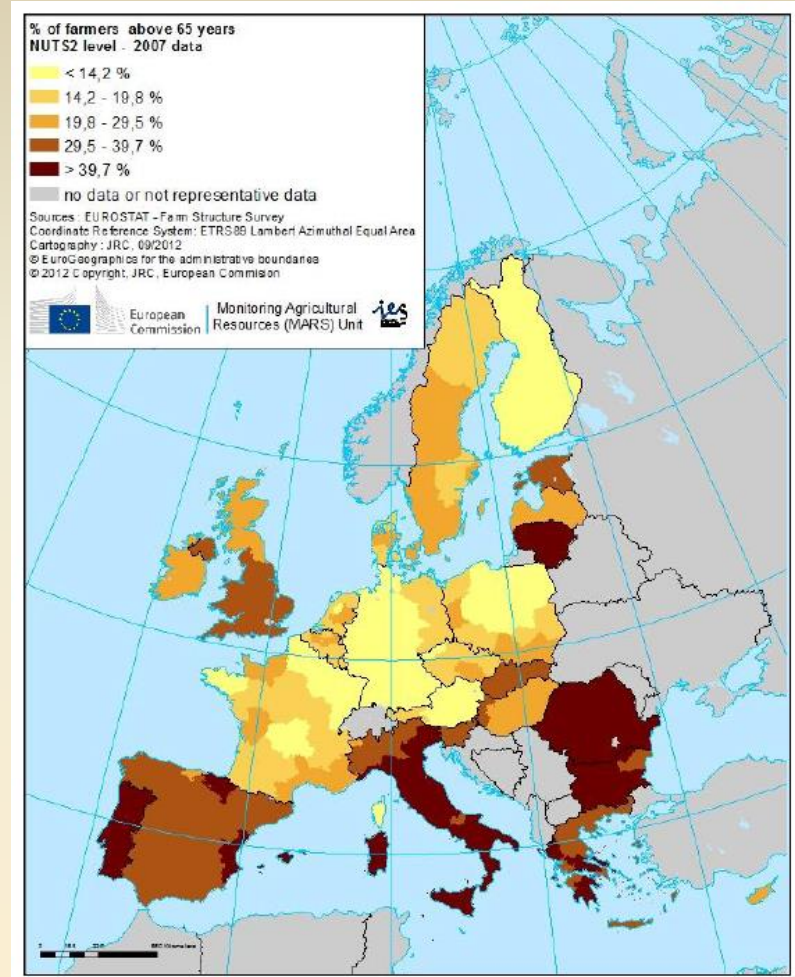 % of farmers above 65 years
NUTS2 level - 2007 data
< 14,2 %
14,2 - 19,8 %
19,8 - 29,5 %
29,5 - 39,7 %
> 39,7 %
no data or not representative data
Sources : EUROSTAT - Farm Structure Survey
Coordinate Reference System: ETRS89 Lambert Azimuthal Equal Area
Cartography : JRC, 09/2012
© EuroGeographics for the administrative boundaries
© 2012 Copyright, JRC, European Commision
European
Commission
Monitoring Agricultural
Resources (MARS) Unit
ies
0